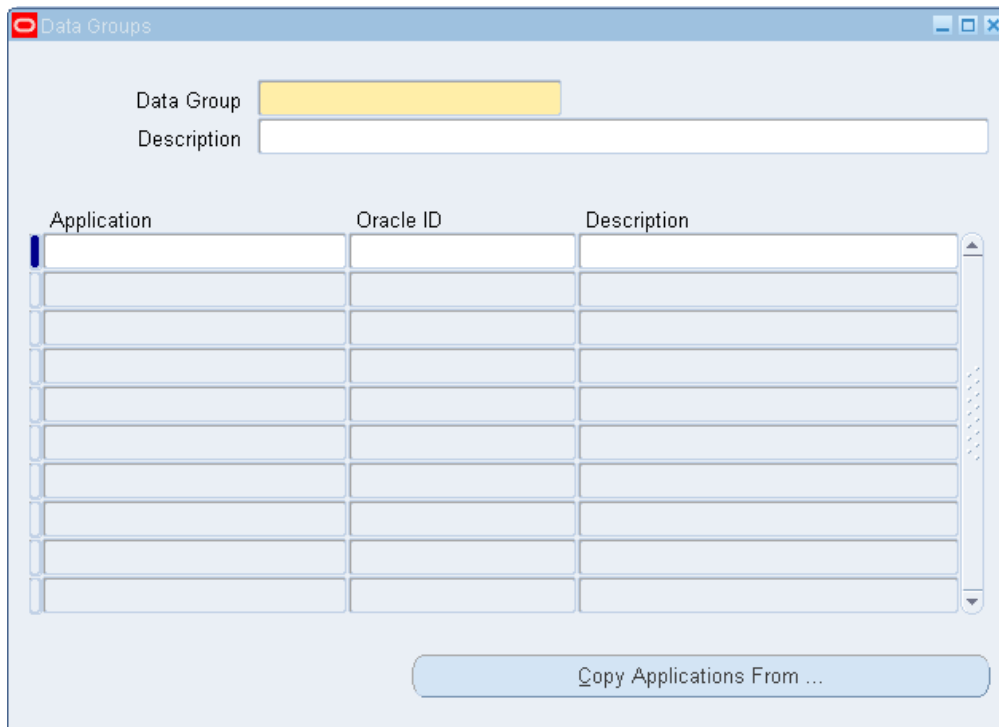 Data Groups
Data Group
Description
Application Oracle ID Description
Copy Applications From ...